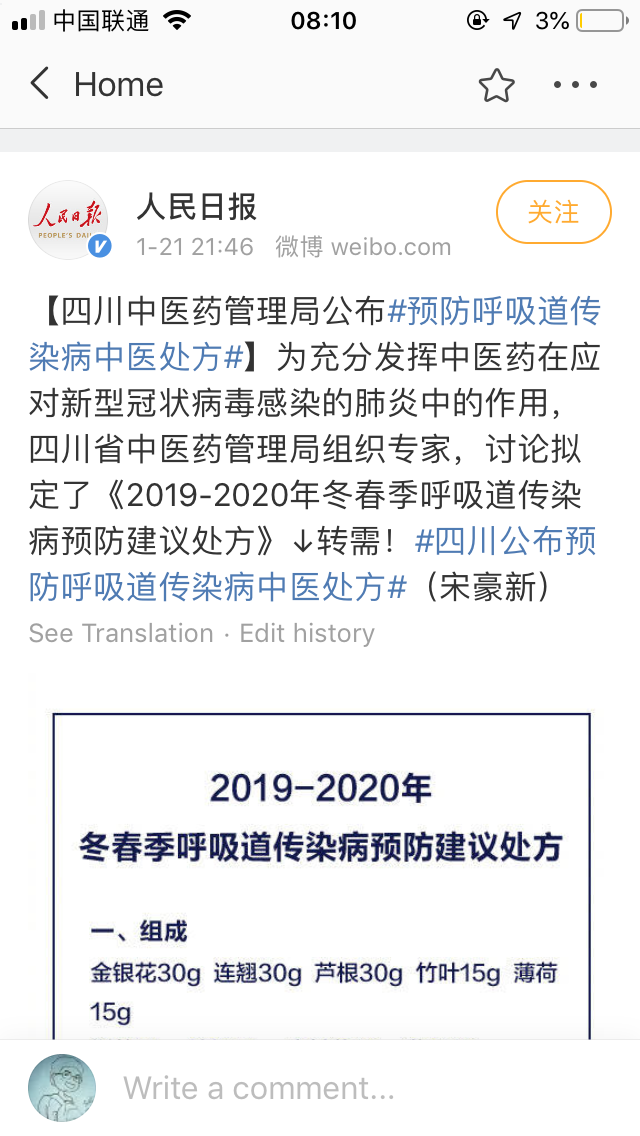 中国联通
08:10
3%
Home
人民日报
PEOPLE'S DAI
人民日报
关注
1-21 21:46 微博 weibo.com
【四川中医药管理局公布#预防呼吸道传
染病中医处方#】为充分发挥中医药在应
对新型冠状病毒感染的肺炎中的作用，
四川省中医药管理局组织专家，讨论拟
定了《2019-2020年冬春季呼吸道传染
病预防建议处方》↓转需！#四川公布预
防呼吸道传染病中医处方#（宋豪新）
See Translation · Edit history
2019-2020年
冬春季呼吸道传染病预防建议处方
一、组成
金银花30g 连翘30g 芦根30g 竹叶15g 薄荷
15g
Write a comment...